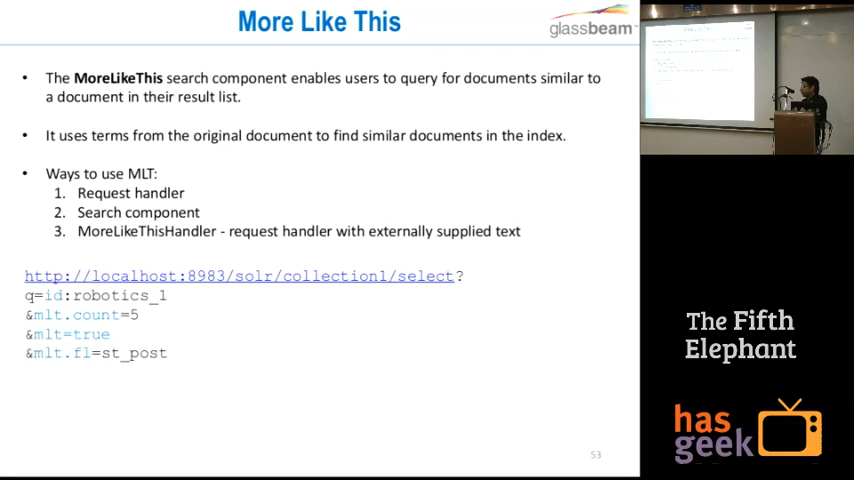 More Like This
glassbeam
• The MoreLikeThis search component enables users to query for documents similar to
a document in their result list.
• It uses terms from the original document to find similar documents in the index.
• Ways to use MLT:
1. Request handler
2. Search component
3. MoreLikeThisHandler - request handler with externally supplied text
http://localhost:8983/solr/collection1/select?
q=id:robotics_1
&mlt.count=5
&mlt=true
&mlt.fl=st_post
53
The Fifth
Elephant
has
geek